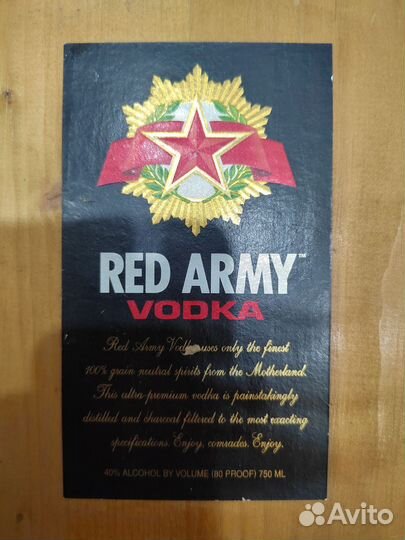 RED ARMY™
VODKA
Red Army Vodka uses only the finest
100% grain neutral spirits from the Motherland.
This ultra-premium vodka is painstakingly
distilled and charcoal filtered to the most exacting
specifications. Enjoy, comrades. Enjoy.
40% ALCOHOL BY VOLUME (80 PROOF) 750 ML
Avito